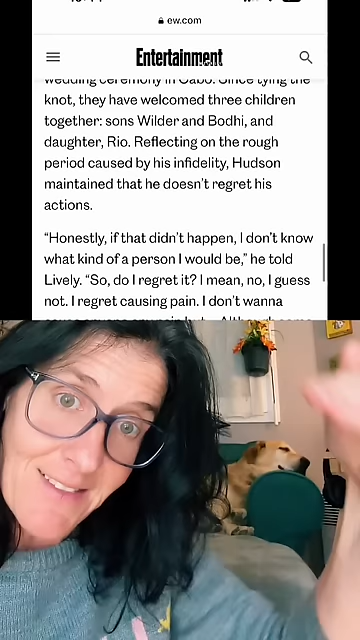 ew.com
Entertainment
wedding ceremony in Cabo. Since tying the
knot, they have welcomed three children
together: sons Wilder and Bodhi, and
daughter, Rio. Reflecting on the rough
period caused by his infidelity, Hudson
maintained that he doesn't regret his
actions.
“Honestly, if that didn't happen, I don't know
what kind of a person I would be,” he told
Lively. “So, do I regret it? I mean, no, I guess
not. I regret causing pain. I don't wanna